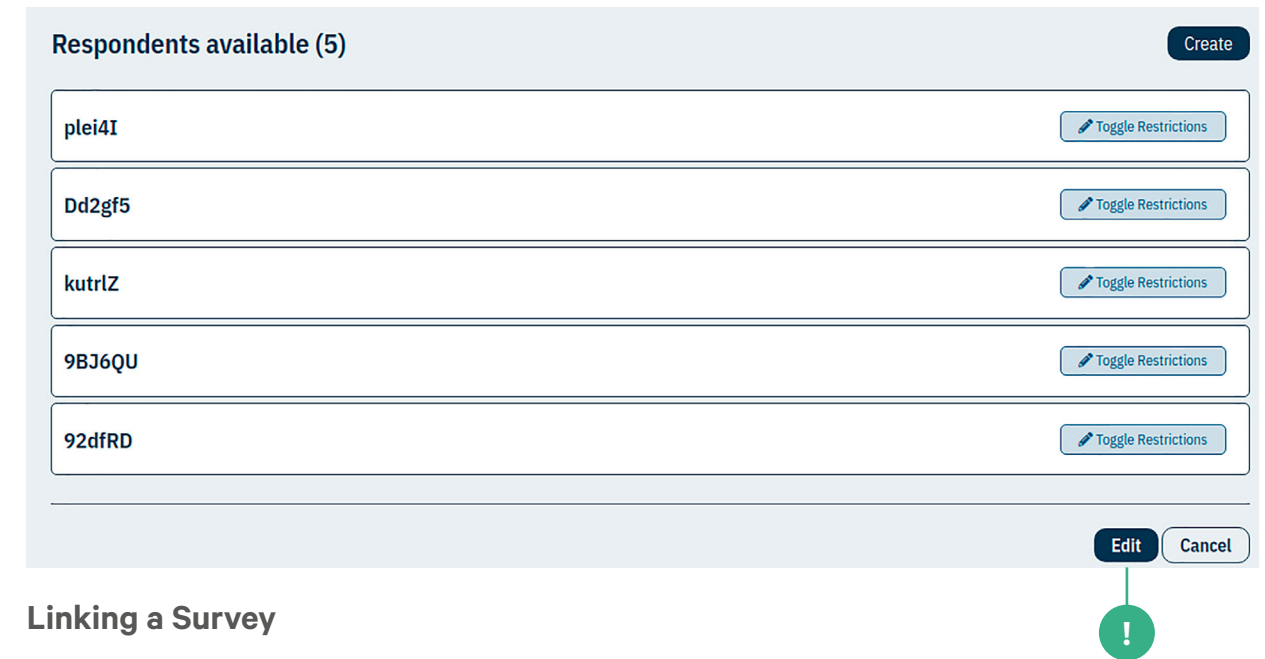 Respondents available (5)
Create
plei4I
Toggle Restrictions
Dd2gf5
Toggle Restrictions
kutrlZ
Toggle Restrictions
9BJ6QU
Toggle Restrictions
92dfRD
Toggle Restrictions
Edit
Cancel
Linking a Survey
!